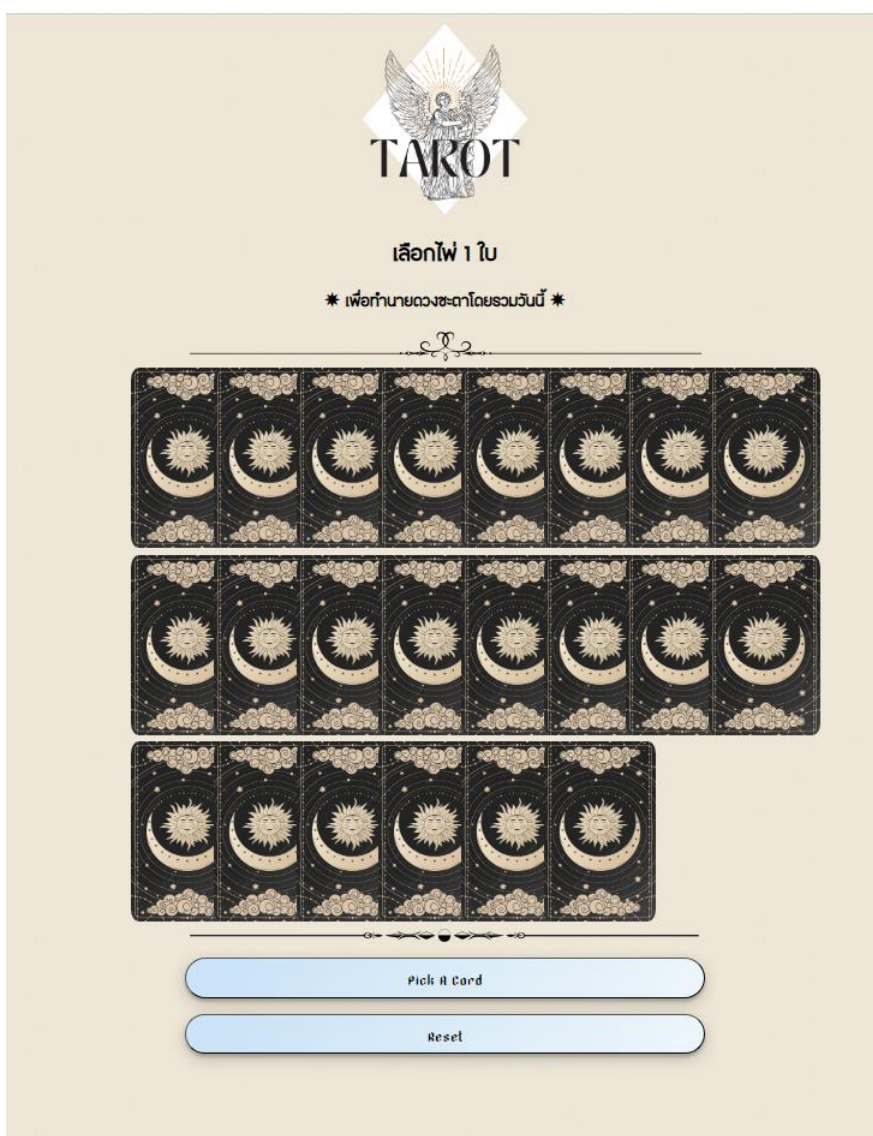 TAROT
เลือกไพ่ 1 ใบ
✷ เพื่อทำนายดวงชะตาโดยรวมวันนี้ ✷
Pick A Card
Reset